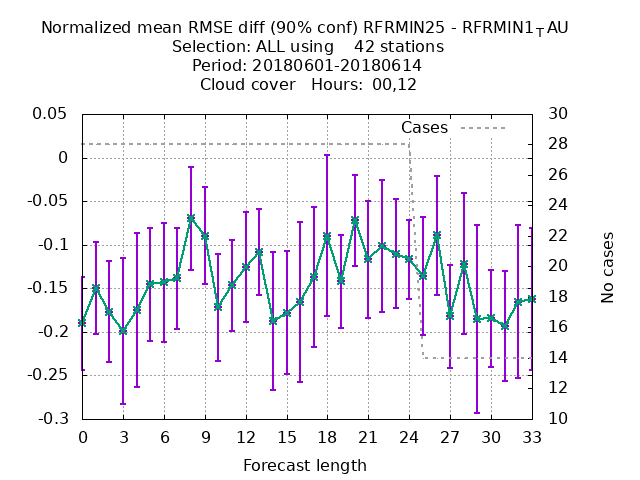 Normalized mean RMSE diff (90% conf) RFRMIN25 - RFRMIN1_TAU
Selection: ALL using    42 stations
Period: 20180601-20180614
Cloud cover   Hours:  00,12
Cases
0.05
0
-0.05
-0.1
-0.15
-0.2
-0.25
-0.3
30
28
26
24
22
20
18
16
14
12
10
No cases
0 3 6 9 12 15 18 21 24 27 30 33
Forecast length